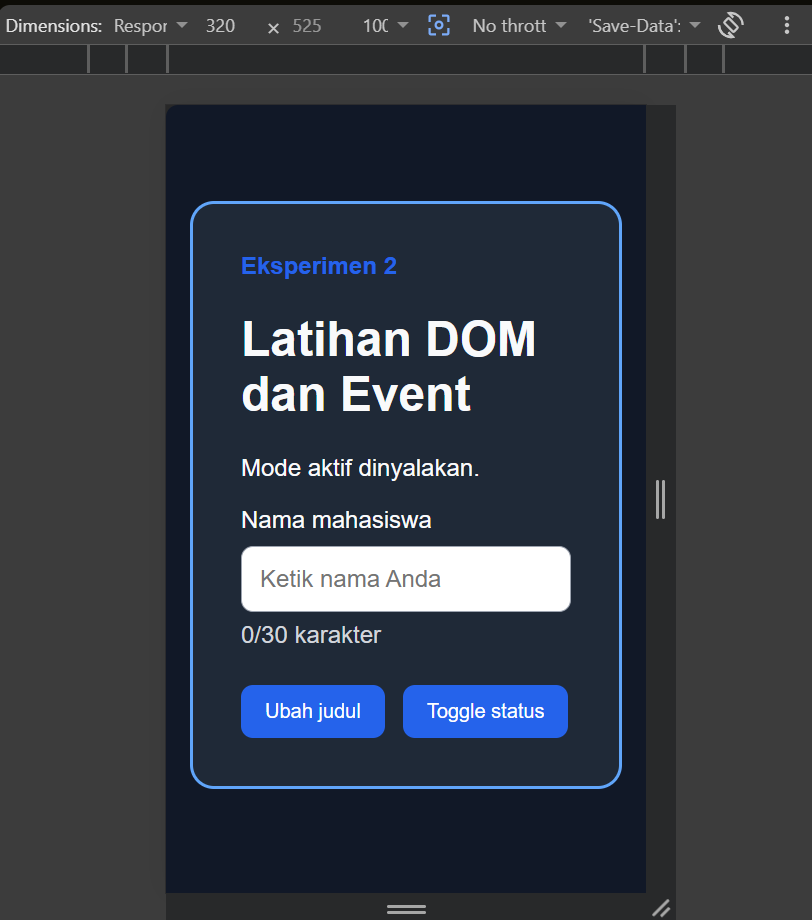 Dimensions: Respor 320 × 525 100 No thrott 'Save-Data':
Eksperimen 2
Latihan DOM
dan Event
Mode aktif dinyalakan.
Nama mahasiswa
Ketik nama Anda
0/30 karakter
Ubah judul Toggle status